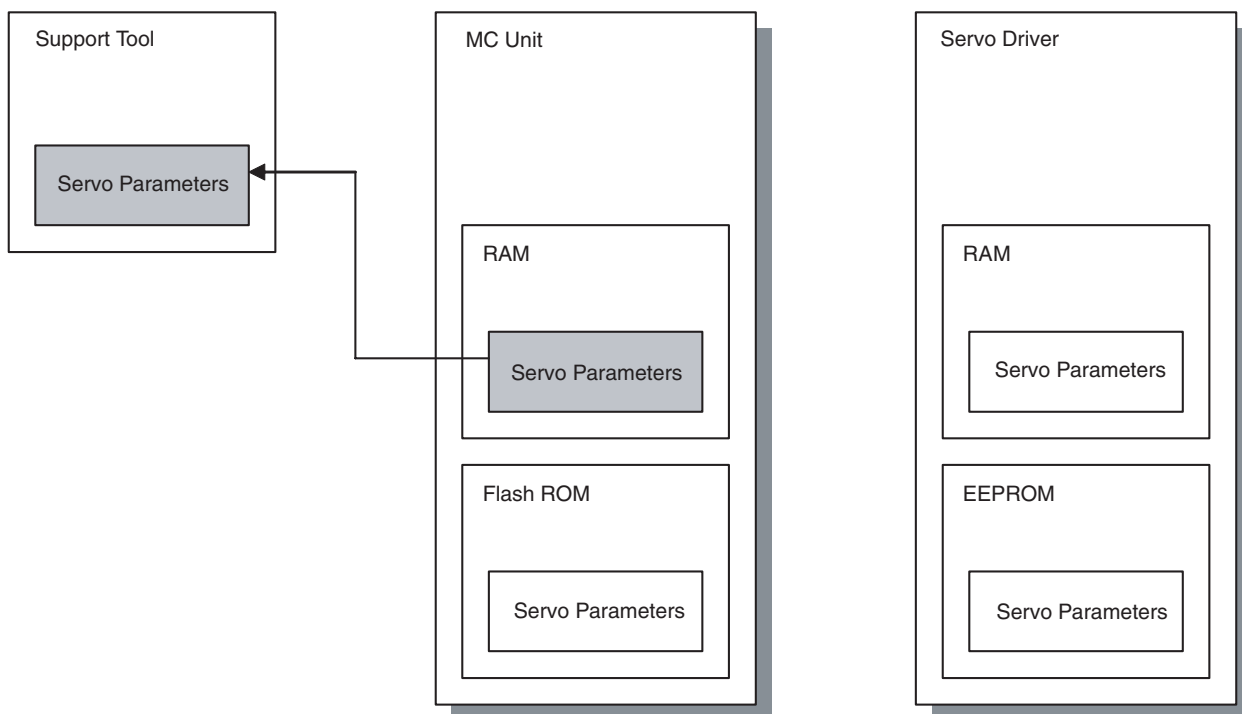 Support Tool
Servo Parameters
MC Unit
RAM
Servo Parameters
Flash ROM
Servo Parameters
Servo Driver
RAM
Servo Parameters
EEPROM
Servo Parameters